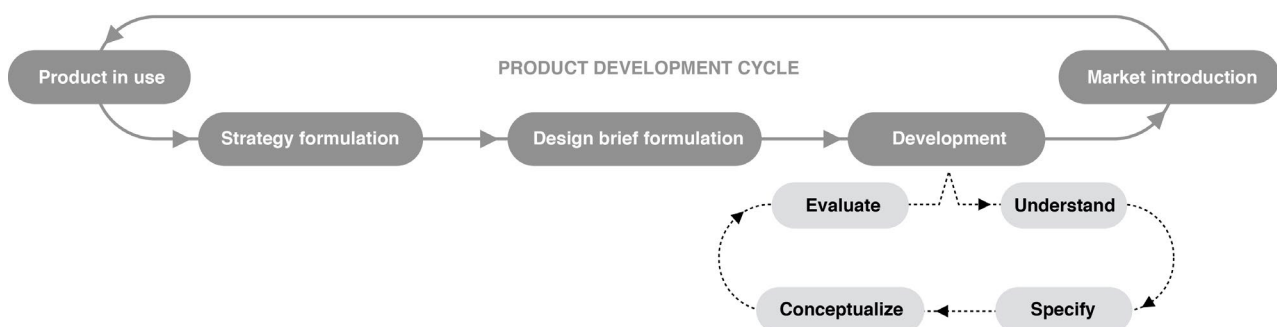 PRODUCT DEVELOPMENT CYCLE
Product in use
Market introduction
Strategy formulation
Design brief formulation
Development
Evaluate
Understand
Conceptualize
Specify